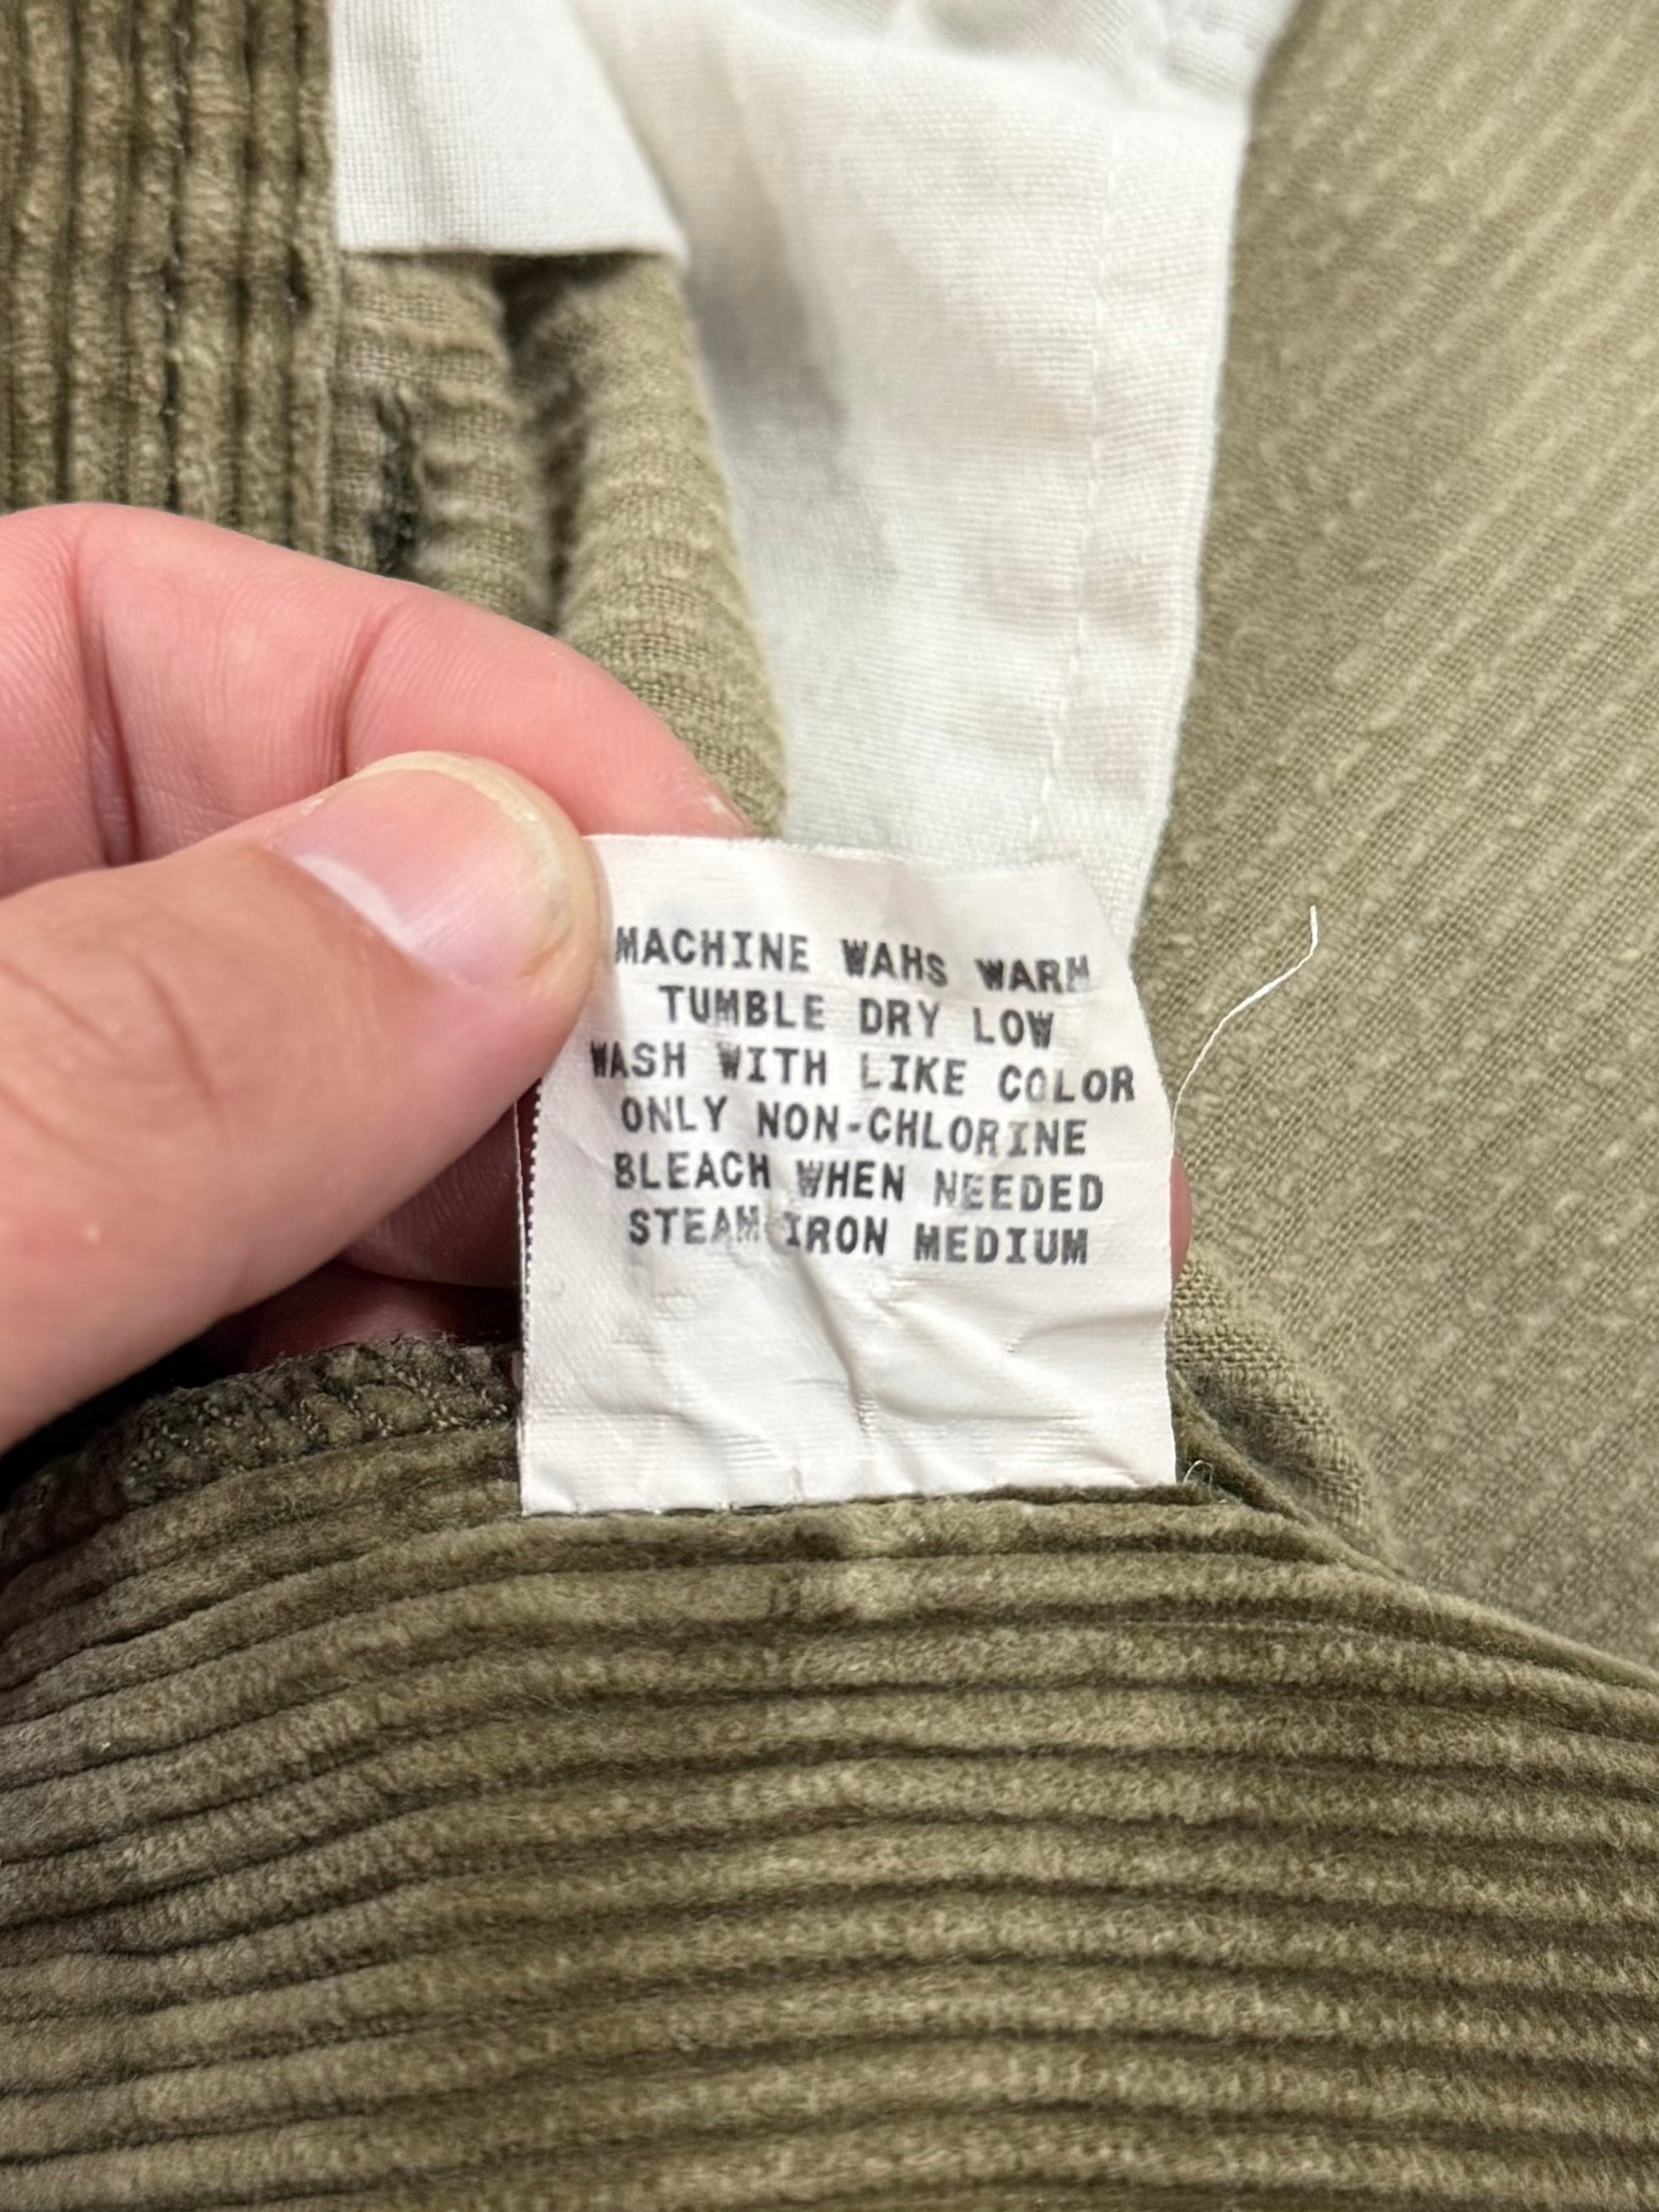 MACHINE WAHS WARM
TUMBLE DRY LOW
WASH WITH LIKE COLOR
ONLY NON-CHLORINE
BLEACH WHEN NEEDED
STEAM IRON MEDIUM